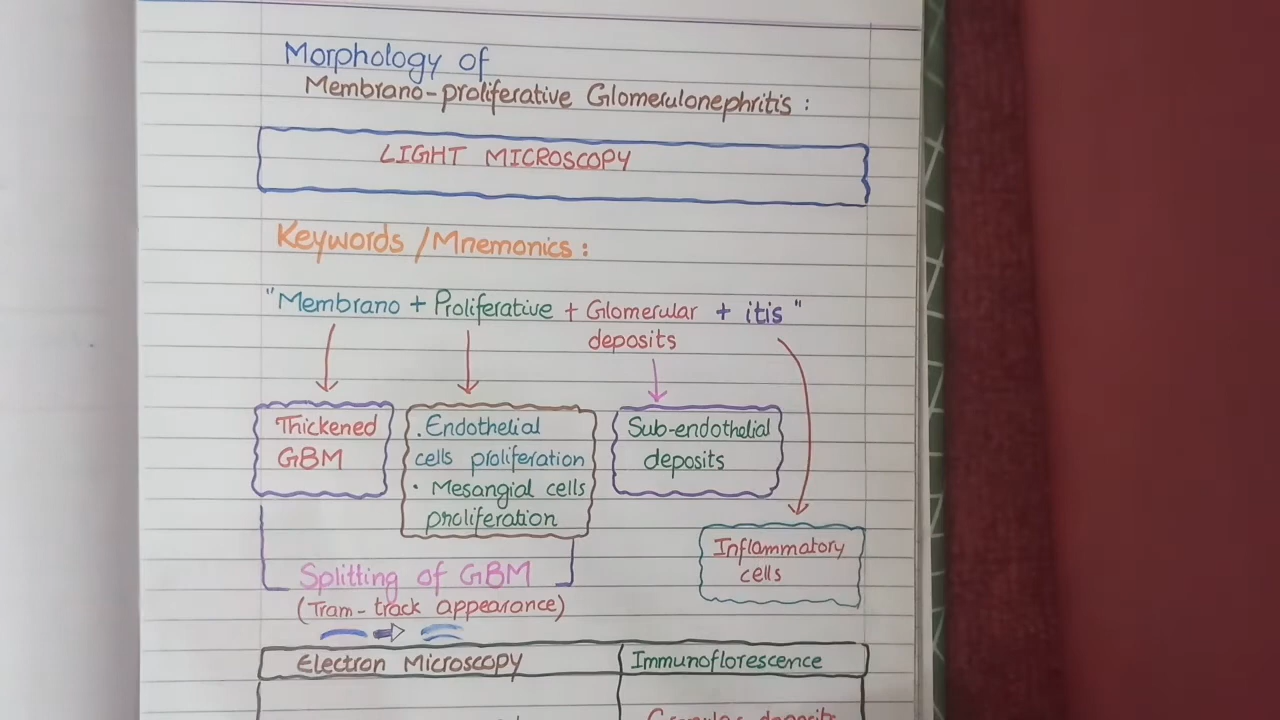 Morphology of
Membrano-proliferative Glomerulonephritis :
LIGHT MICROSCOPY
Keywords / Mnemonics :
"Membrano + Proliferative + Glomerular + itis"
deposits
Thickened
GBM
. Endothelial
cells proliferation
· Mesangial cells
proliferation
Sub-endothelial
deposits
Inflammatory
cells
Splitting of GBM
(Tram-track appearance)
Electron Microscopy
Immunoflorescence